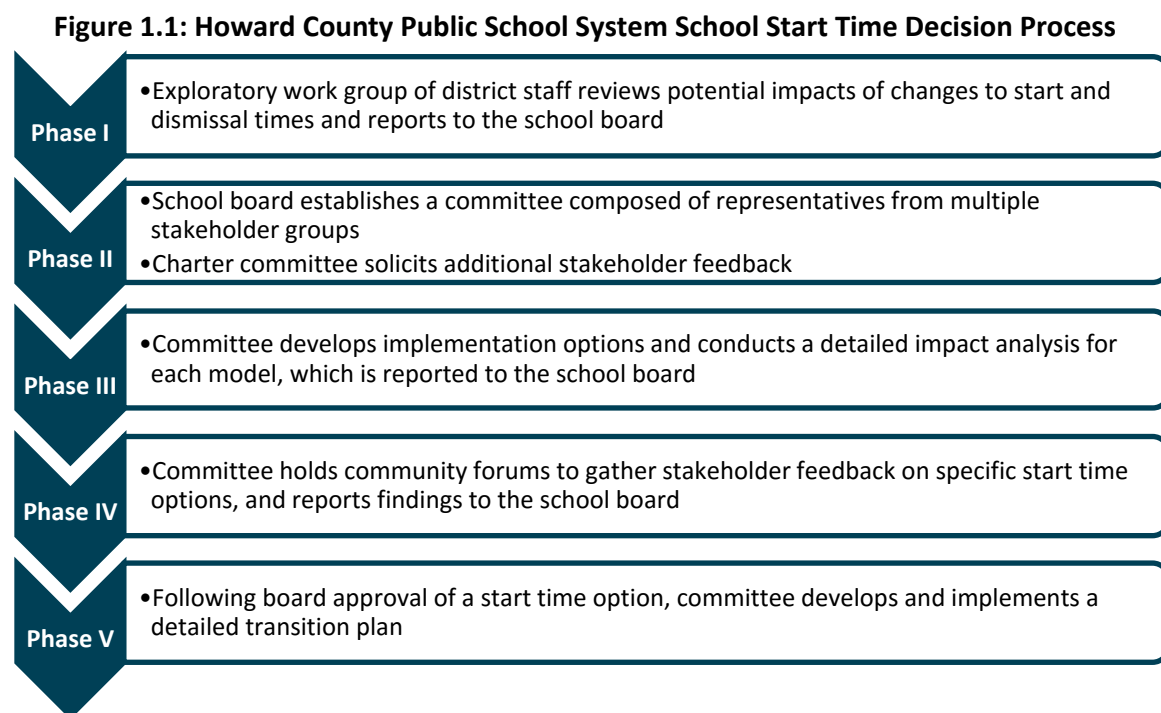 Figure 1.1: Howard County Public School System School Start Time Decision Process
Phase I
•Exploratory work group of district staff reviews potential impacts of changes to start and
dismissal times and reports to the school board
Phase II
•School board establishes a committee composed of representatives from multiple
stakeholder groups
•Charter committee solicits additional stakeholder feedback
Phase III
•Committee develops implementation options and conducts a detailed impact analysis for
each model, which is reported to the school board
Phase IV
•Committee holds community forums to gather stakeholder feedback on specific start time
options, and reports findings to the school board
Phase V
•Following board approval of a start time option, committee develops and implements a
detailed transition plan